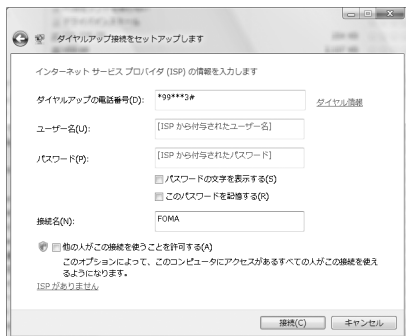 ダイヤルアップ接続をセットアップします
インターネット サービス プロバイダ (ISP) の情報を入力します
ダイヤルアップの電話番号(D):
*99***3#
ダイヤル情報
ユーザー名(U):
[ISP から付与されたユーザー名]
パスワード(P):
[ISP から付与されたパスワード]
パスワードの文字を表示する(S)
このパスワードを記憶する(R)
接続名(N):
FOMA
他の人がこの接続を使うことを許可する(A)
このオプションによって、このコンピュータにアクセスがあるすべての人がこの接続を使え
るようになります。
ISP がありません
接続(C)
キャンセル